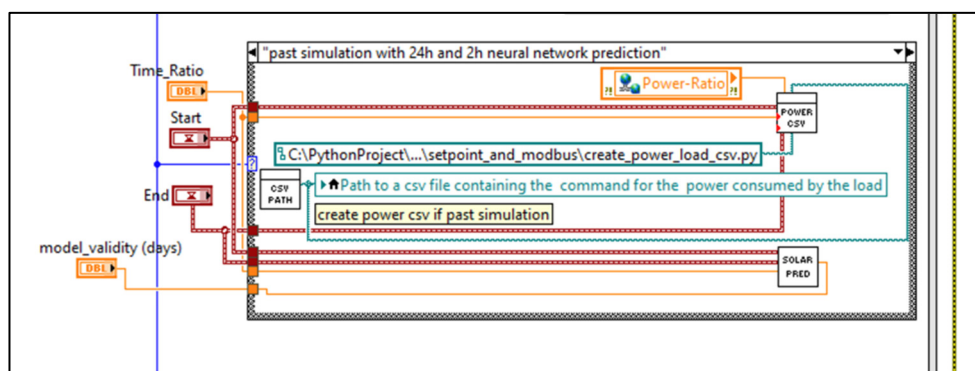 "past simulation with 24h and 2h neural network prediction"
Time_Ratio
DBL
Power-Ratio
POWER
CSV
Start
C:\PythonProject\...\setpoint_and_modbus\create_power_load_csv.py
?
CSV
PATH
Path to a csv file containing the command for the power consumed by the load
End
create power csv if past simulation
model_validity (days)
DBL
SOLAR
PRED